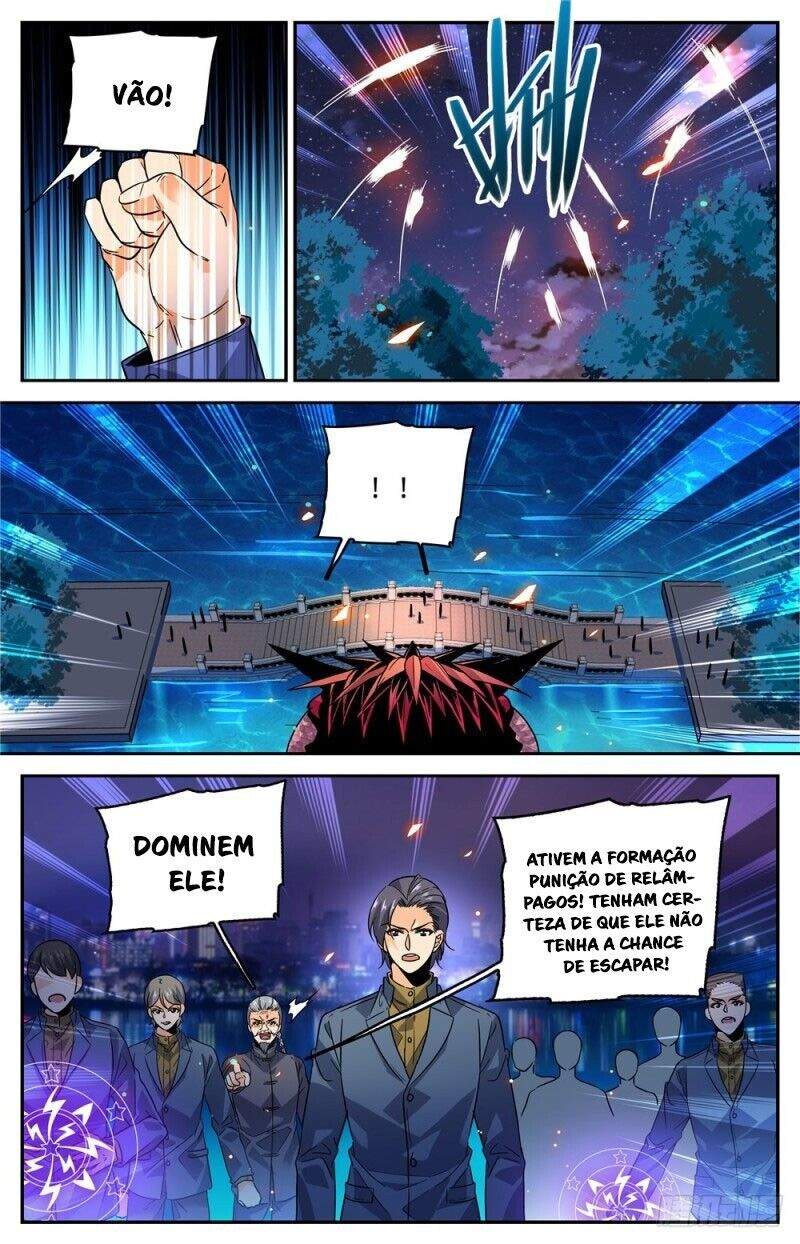 VÃO!
！！
DOMINEM
ELE!
ATIVEM A FORMAÇÃO
PUNIÇÃO DE RELÂM-
PAGOS! TENHAM CER-
TEZA DE QUE ELE NÃO
TENHA A CHANCE
DE ESCAPAR!